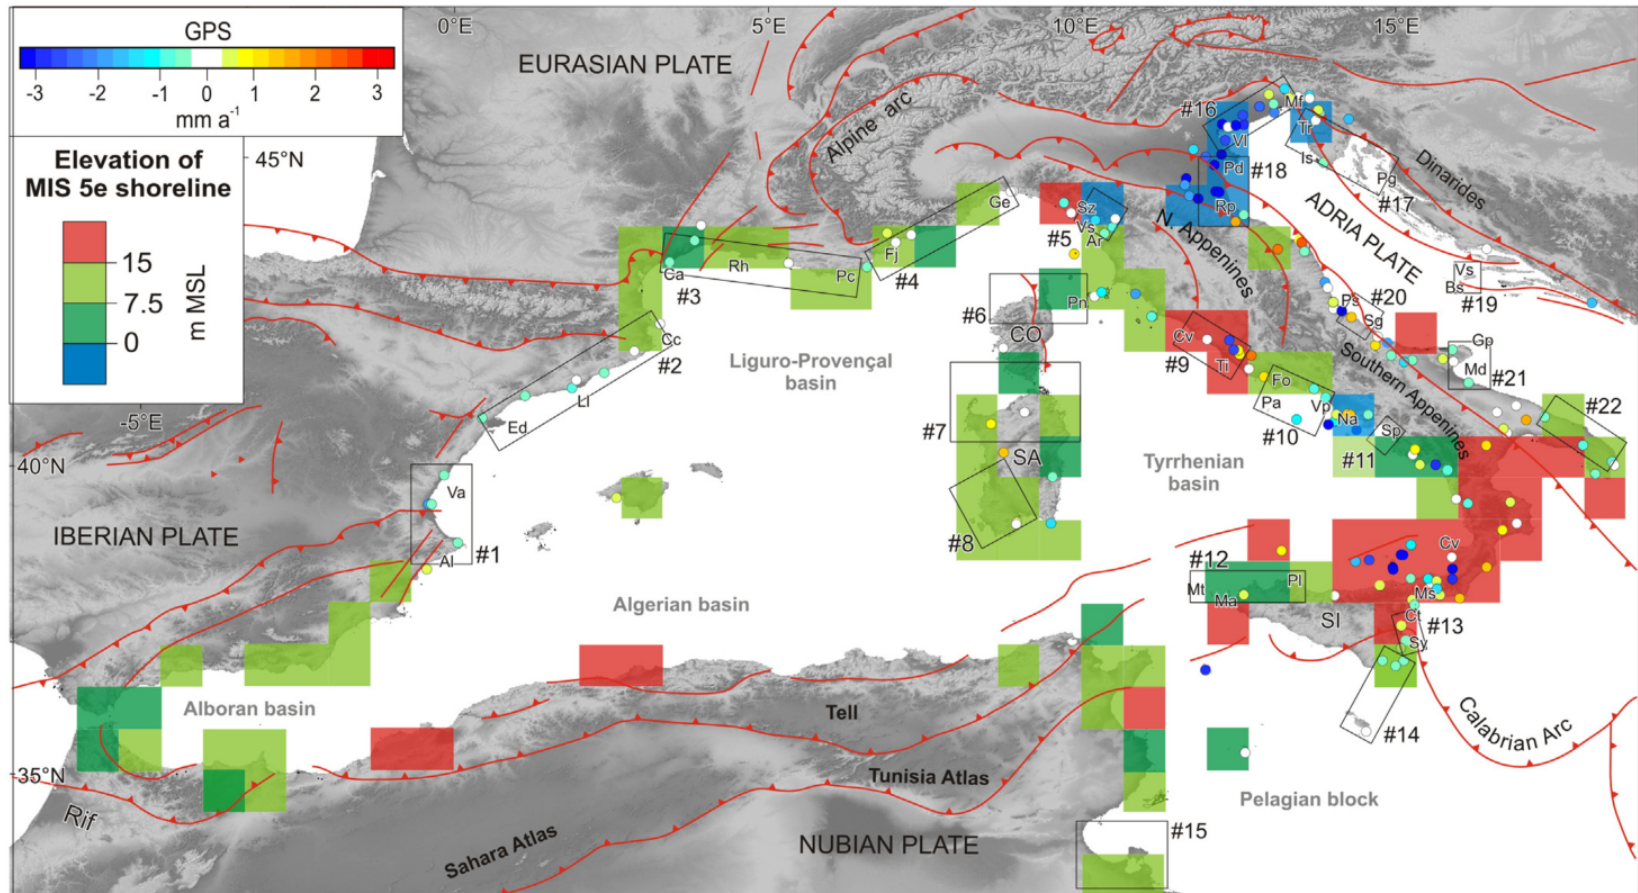 GPS
-3 -2 -1 0 1 2 3
mm a⁻¹
Elevation of
MIS 5e shoreline
15
7.5
0
m MSL
0°E
5°E
10°E
15°E
45°N
-5°E
40°N
35°N
EURASIAN PLATE
Alpine arc
IBERIAN PLATE
Liguro-Provençal
basin
Algerian basin
Alboran basin
Rif
Tell
Sahara Atlas
Tunisia Atlas
NUBIAN PLATE
Pelagian block
Calabrian Arc
Tyrrhenian
basin
N. Appenines
Southern Appenines
ADRIA PLATE
Dinarides
#1
Va
Al
#2
Cc
Ll
Ed
#3
Ca
Rh
Pc
#4
Fj
Ge
#5
Sz
Vs
Ar
#6
Pn
CO
#7
SA
#8
#9
Cv
Ti
Fo
Pa
Vp
#10
Na
Sp
#11
#12
Mt
Ma
Pl
SI
Cv
Ms
Ct
#13
Sy
#14
#15
#16
Mf
Tr
Vl
Is
Pg
#17
Pd
#18
Rp
Vs
Bs
#19
Ps
#20
Sg
Gp
Md
#21
#22